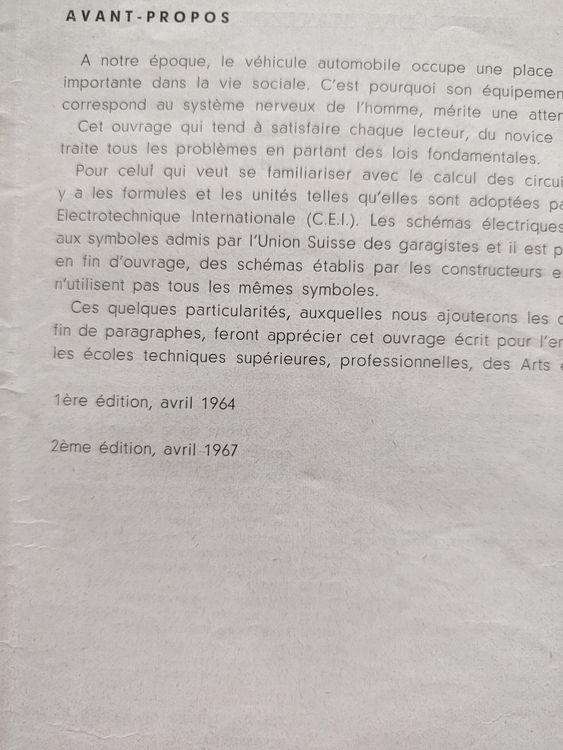 AVANT-PROPOS
A notre époque, le véhicule automobile occupe une place
importante dans la vie sociale. C'est pourquoi son équipemen
correspond au système nerveux de l'homme, mérite une atter
Cet ouvrage qui tend à satisfaire chaque lecteur, du novice
traite tous les problèmes en partant des lois fondamentales.
Pour celui qui veut se familiariser avec le calcul des circui
y a les formules et les unités telles qu'elles sont adoptées pa
Electrotechnique Internationale (C.E.I.). Les schémas électriques
aux symboles admis par l'Union Suisse des garagistes et il est p
en fin d'ouvrage, des schémas établis par les constructeurs e
n'utilisent pas tous les mêmes symboles.
Ces quelques particularités, auxquelles nous ajouterons les
fin de paragraphes, feront apprécier cet ouvrage écrit pour l'e
les écoles techniques supérieures, professionnelles, des Arts
1ère édition, avril 1964
2ème édition, avril 1967